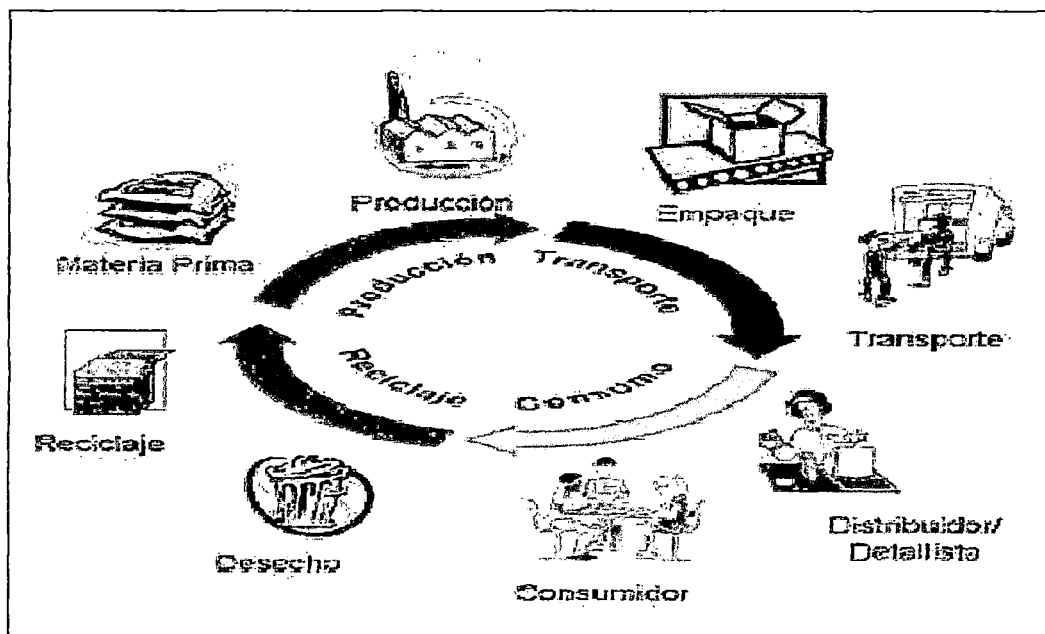 Producción
Empaque
Materia Prima
Producción
Transporte
Transporte
Reciclaje
Consumo
Reciclaje
Distribuidor/
Detallista
Desecho
Consumidor